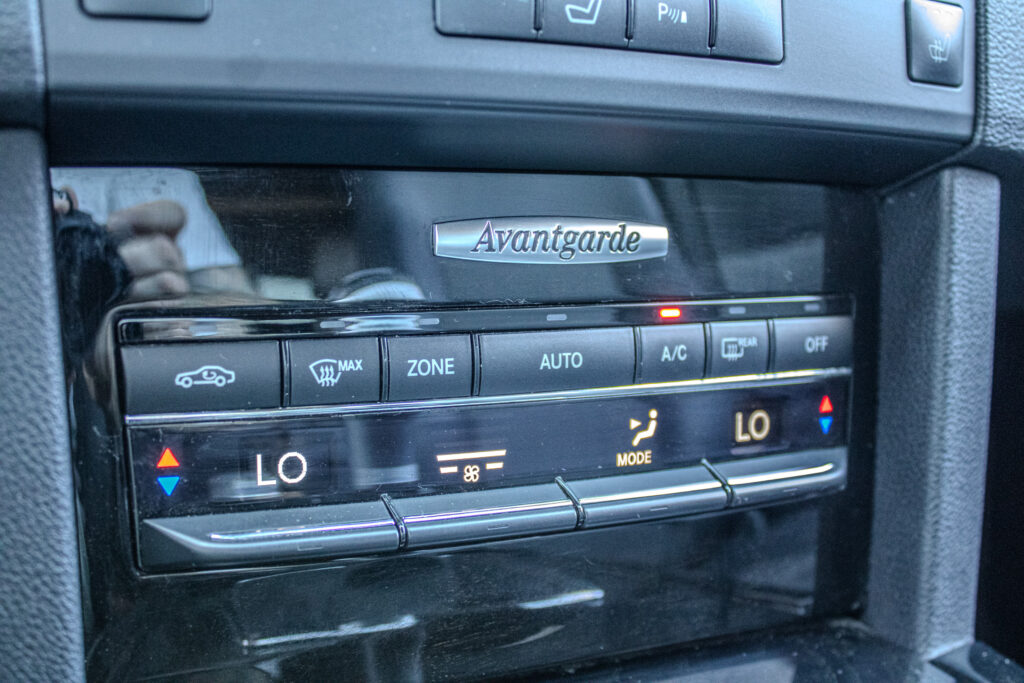 P
Avantgarde
MAX ZONE AUTO A/C REAR OFF
LO MODE LO